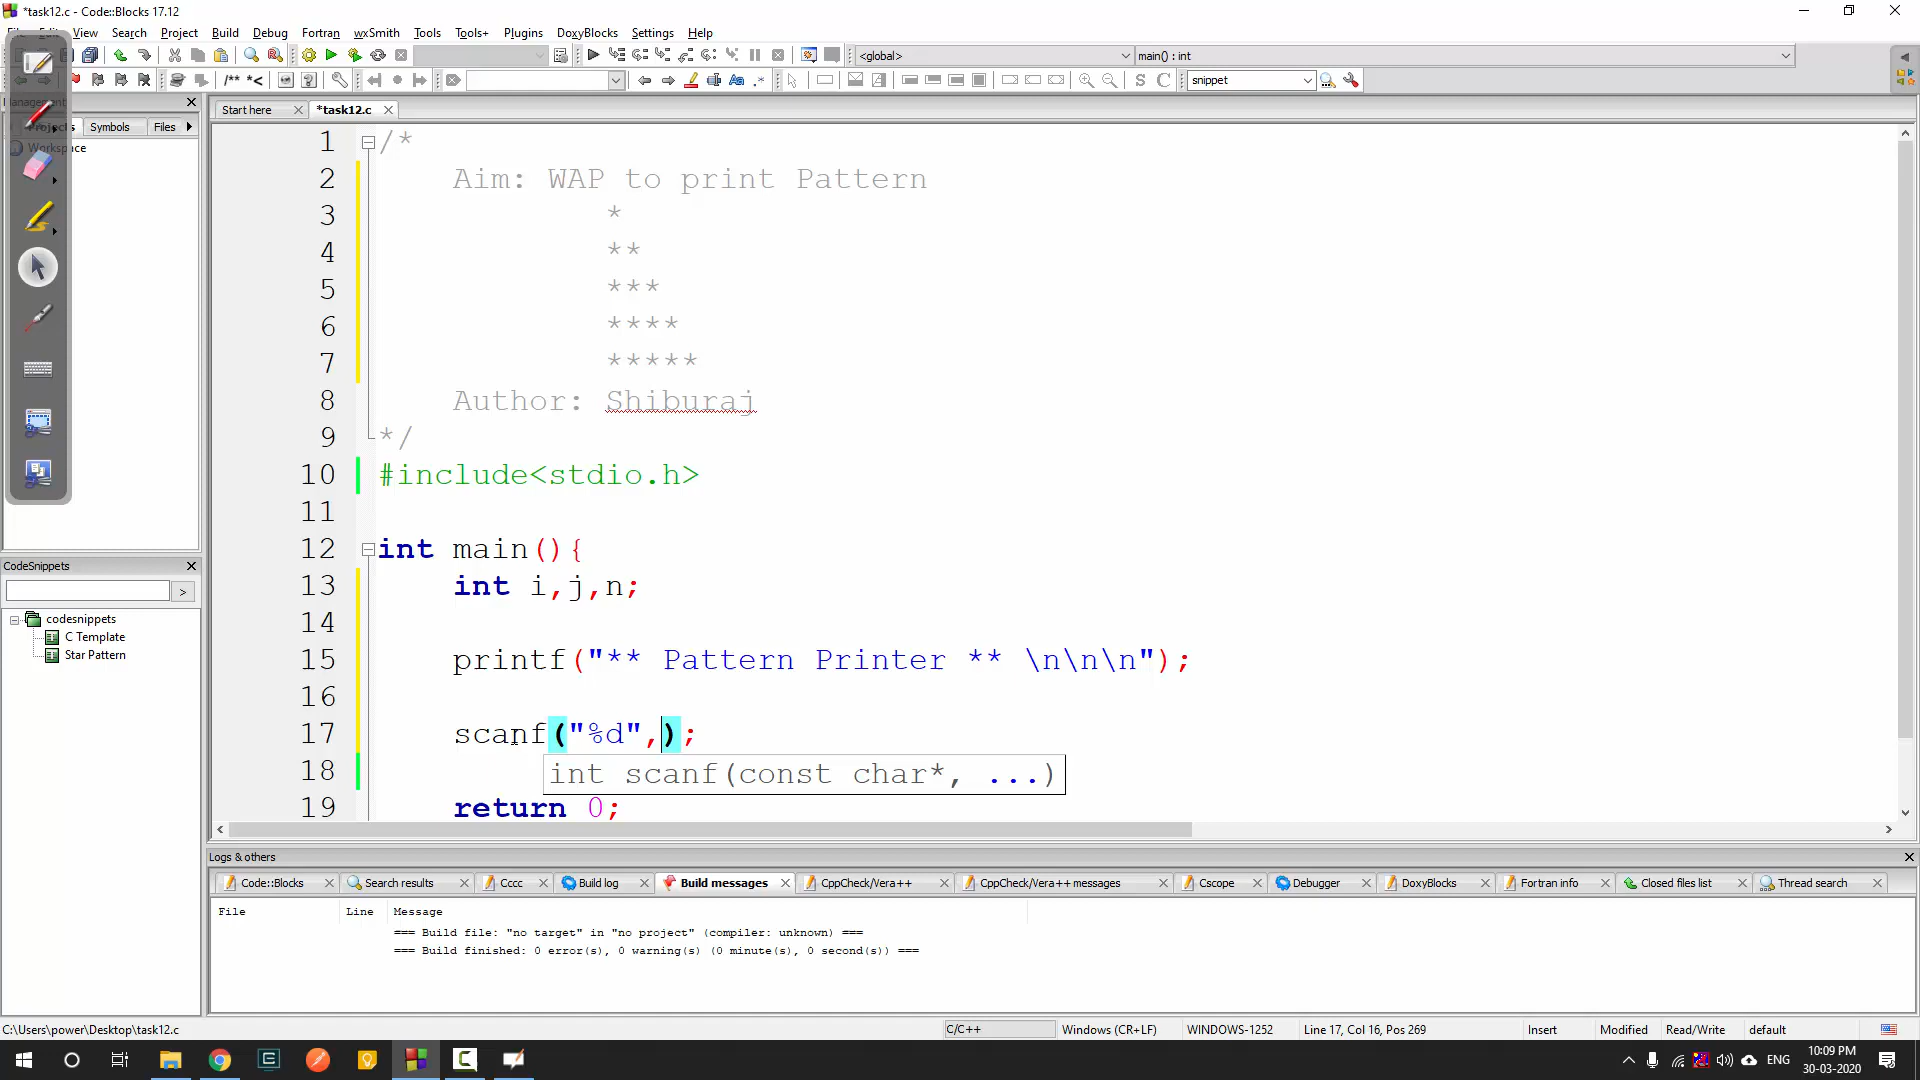 *task12.c - Code::Blocks 17.12
View Search Project Build Debug Fortran wxSmith Tools Tools+ Plugins DoxyBlocks Settings Help
<global> main() : int
/** *< snippet
Start here *task12.c
Projects Symbols Files
Workspace
1 /*
2 Aim: WAP to print Pattern
3 *
4 **
5 ***
6 ****
7 *****
8 Author: Shiburaj
9 */
10 #include<stdio.h>
11
12 int main(){
13 int i,j,n;
14
15 printf("** Pattern Printer ** \n\n\n");
16
17 scanf("%d",);
int scanf(const char*, ...)
18
19 return 0;
CodeSnippets
>
codesnippets
C Template
Star Pattern
Logs & others
Code::Blocks Search results Cccc Build log Build messages CppCheck/Vera++ CppCheck/Vera++ messages Cscope Debugger DoxyBlocks Fortran info Closed files list Thread search
File Line Message
=== Build file: "no target" in "no project" (compiler: unknown) ===
=== Build finished: 0 error(s), 0 warning(s) (0 minute(s), 0 second(s)) ===
C:\Users\power\Desktop\task12.c C/C++ Windows (CR+LF) WINDOWS-1252 Line 17, Col 16, Pos 269 Insert Modified Read/Write default
ENG 10:09 PM
30-03-2020